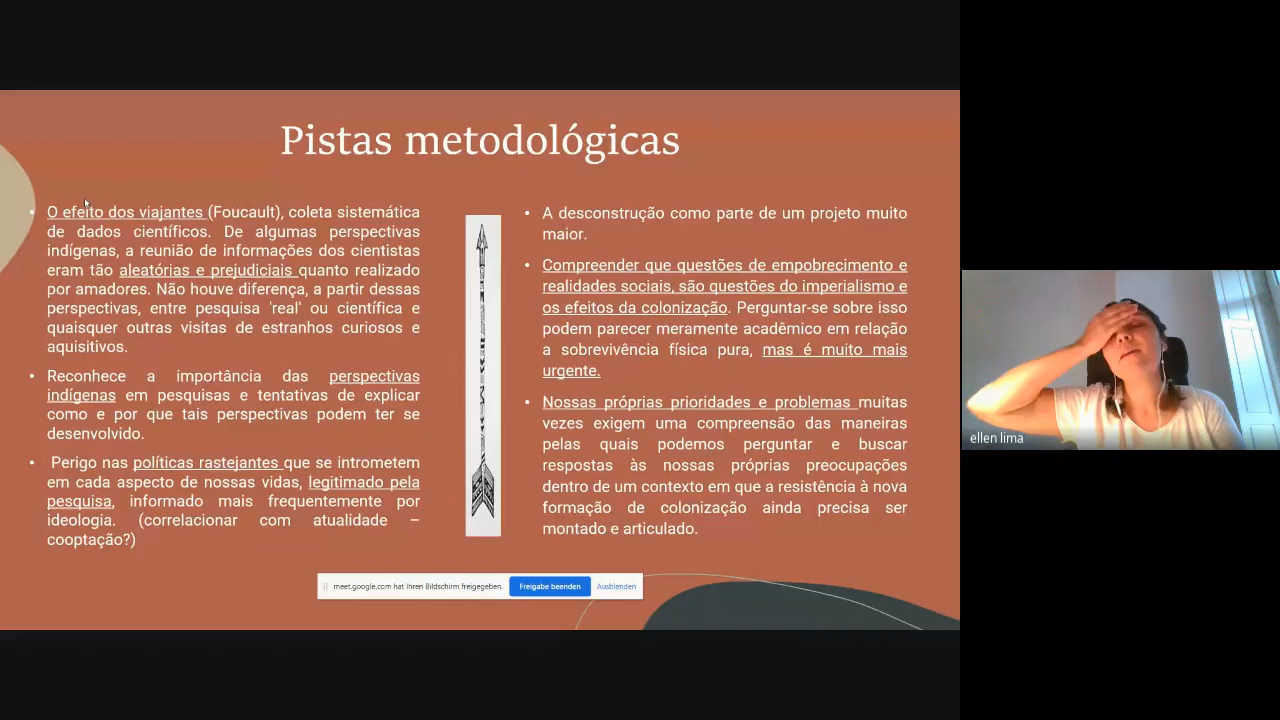 Pistas metodológicas
• O efeito dos viajantes (Foucault), coleta sistemática
de dados científicos. De algumas perspectivas
indígenas, a reunião de informações dos cientistas
eram tão aleatórias e prejudiciais quanto realizado
por amadores. Não houve diferença, a partir dessas
perspectivas, entre pesquisa 'real' ou científica e
quaisquer outras visitas de estranhos curiosos e
aquisitivos.
• Reconhece a importância das perspectivas
indígenas em pesquisas e tentativas de explicar
como e por que tais perspectivas podem ter se
desenvolvido.
• Perigo nas políticas rastejantes que se intrometem
em cada aspecto de nossas vidas, legitimado pela
pesquisa, informado mais frequentemente por
ideologia. (correlacionar com atualidade –
cooptação?)
• A desconstrução como parte de um projeto muito
maior.
• Compreender que questões de empobrecimento e
realidades sociais, são questões do imperialismo e
os efeitos da colonização. Perguntar-se sobre isso
podem parecer meramente acadêmico em relação
a sobrevivência física pura, mas é muito mais
urgente.
• Nossas próprias prioridades e problemas muitas
vezes exigem uma compreensão das maneiras
pelas quais podemos perguntar e buscar
respostas às nossas próprias preocupações
dentro de um contexto em que a resistência à nova
formação de colonização ainda precisa ser
montado e articulado.
meet.google.com hat Ihren Bildschirm freigegeben. Freigabe beenden Ausblenden
ellen lima